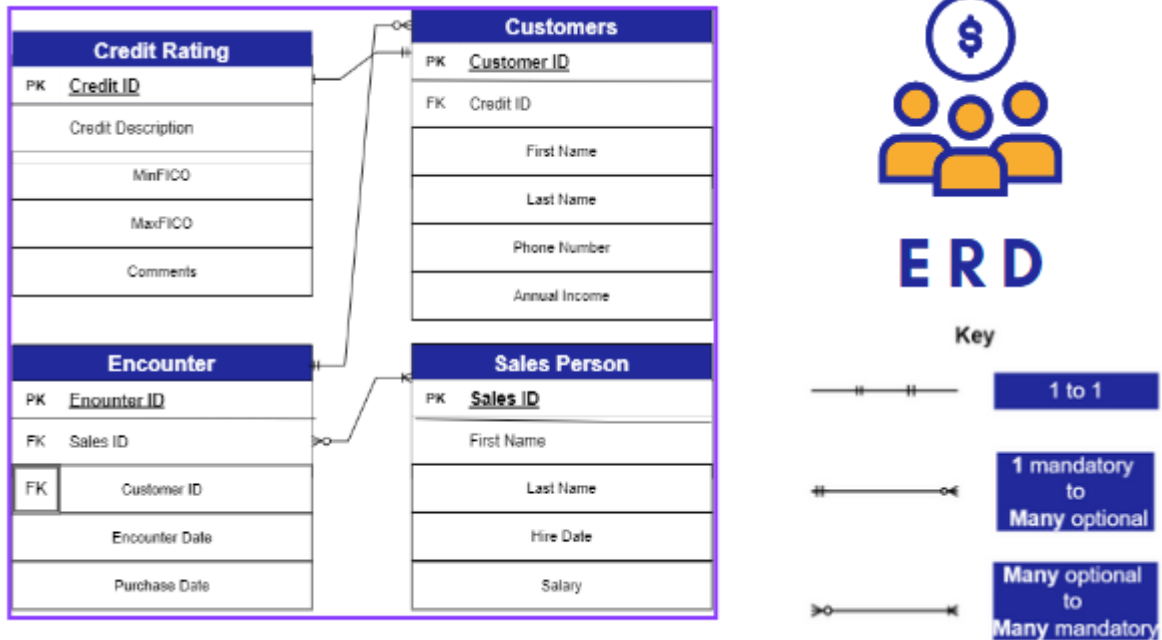 Credit Rating
PK Credit ID
Credit Description
MinFICO
MaxFICO
Comments
Customers
PK Customer ID
FK Credit ID
First Name
Last Name
Phone Number
Annual Income
Encounter
PK Enounter ID
FK Sales ID
FK Customer ID
Encounter Date
Purchase Date
Sales Person
PK Sales ID
First Name
Last Name
Hire Date
Salary
$
ERD
Key
1 to 1
1 mandatory
to
Many optional
Many optional
to
Many mandatory